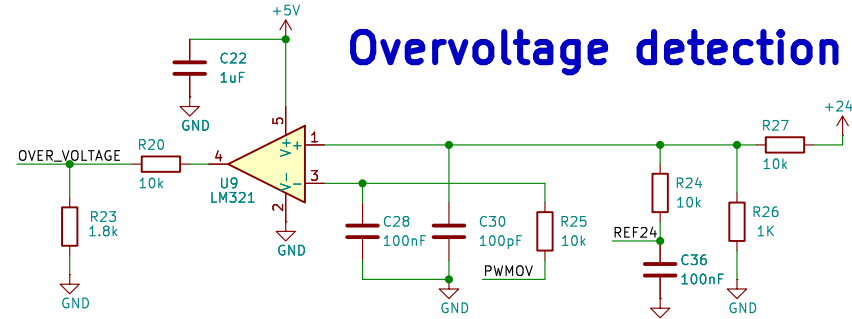 +5V
Overvoltage detection
C22
1uF
GND
+24
R27
10k
OVER_VOLTAGE
R20
10k
4
5
1
3
2
V+
+
V-
-
U9
LM321
GND
R23
1.8k
GND
C28
100nF
C30
100pF
GND
R25
10k
PWMOV
R24
10k
REF24
C36
100nF
R26
1K
GND